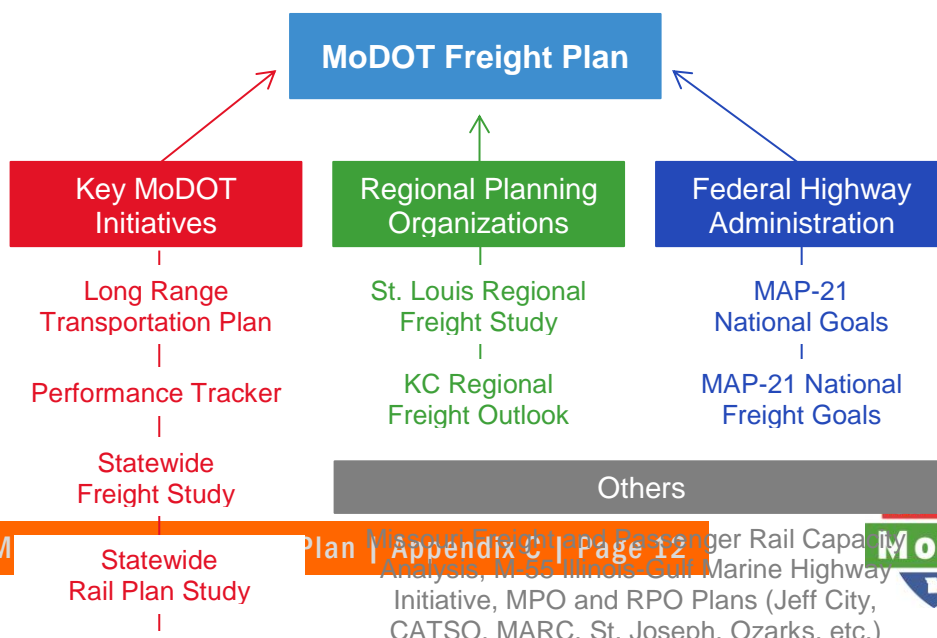 MoDOT Freight Plan
Key MoDOT
Initiatives
Regional Planning
Organizations
Federal Highway
Administration
Long Range
Transportation Plan
St. Louis Regional
Freight Study
MAP-21
National Goals
Performance Tracker
KC Regional
Freight Outlook
MAP-21 National
Freight Goals
Statewide
Freight Study
Others
Plan | Appendix C | Page 12
Statewide
Rail Plan Study
Missouri Freight and Passenger Rail Capacity
Analysis, M-55 Illinois-Gulf Marine Highway
Initiative, MPO and RPO Plans (Jeff City,
CATSO, MARC, St. Joseph, Ozarks, etc.)